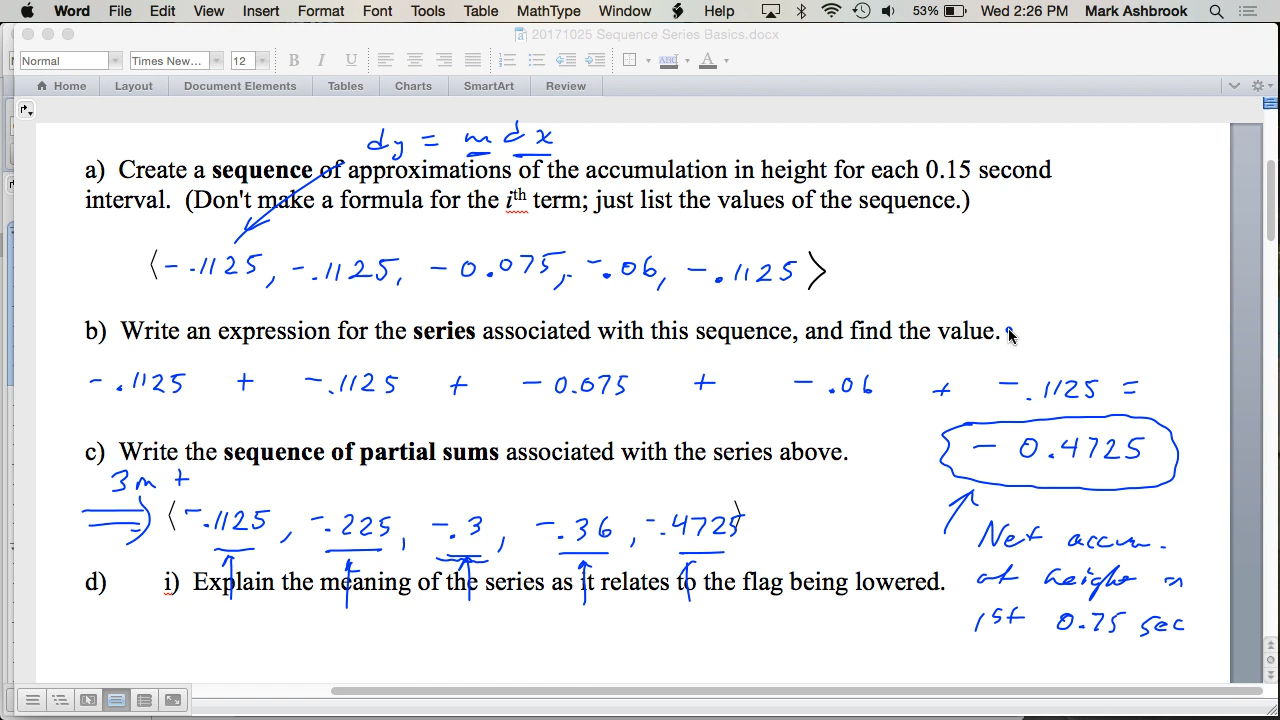 Word File Edit View Insert Format Font Tools Table MathType Window Help 53% Wed 2:26 PM Mark Ashbrook
20171025 Sequence Series Basics.docx
Normal Times New... 12 B I U ABC A
Home Layout Document Elements Tables Charts SmartArt Review
dy = m dx
a) Create a sequence of approximations of the accumulation in height for each 0.15 second
interval. (Don't make a formula for the ith term; just list the values of the sequence.)
⟨-.1125, -.1125, -0.075, -.06, -.1125⟩
b) Write an expression for the series associated with this sequence, and find the value.
-.1125 + -.1125 + -0.075 + -.06 + -.1125 =
-0.4725
c) Write the sequence of partial sums associated with the series above.
3m +
⟨-.1125, -.225, -.3, -.36, -.4725⟩
Net accum.
of height in
1st 0.75 sec
d) i) Explain the meaning of the series as it relates to the flag being lowered.